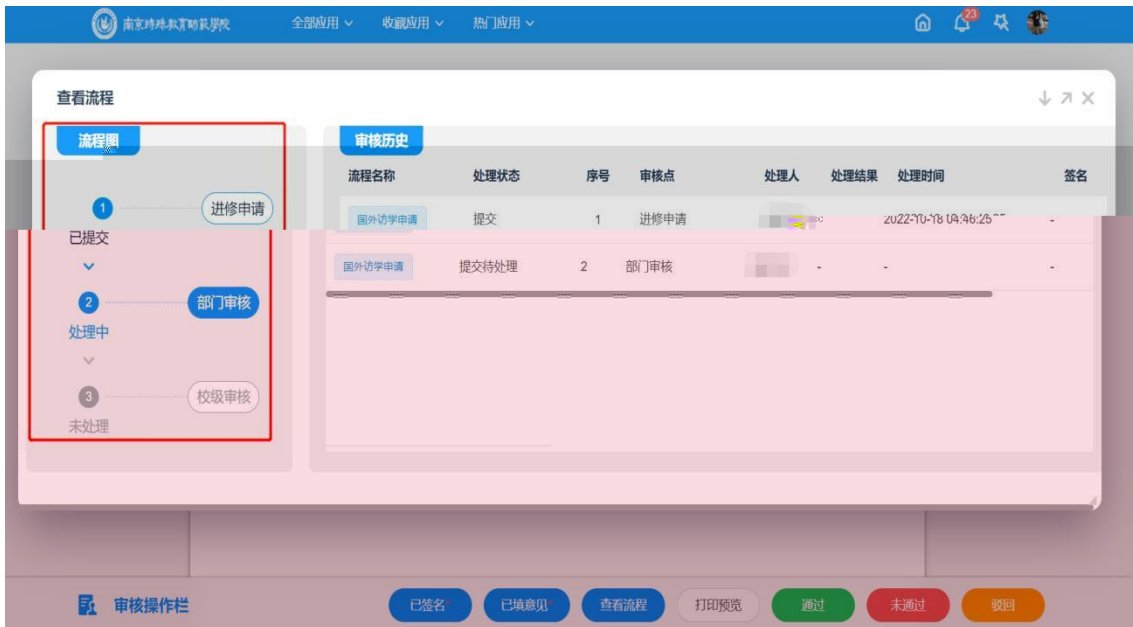 南京特殊教育师范学院 全部应用 收藏应用 热门应用 23
查看流程
流程图
1 进修申请
已提交
2 部门审核
处理中
3 校级审核
未处理
审核历史
流程名称 处理状态 序号 审核点 处理人 处理结果 处理时间 签名
国外访学申请 提交 1 进修申请 2022-10-18 04:46:25 -
国外访学申请 提交待处理 2 部门审核 - - -
审核操作栏 已签名* 已填意见* 查看流程 打印预览 通过 未通过 驳回